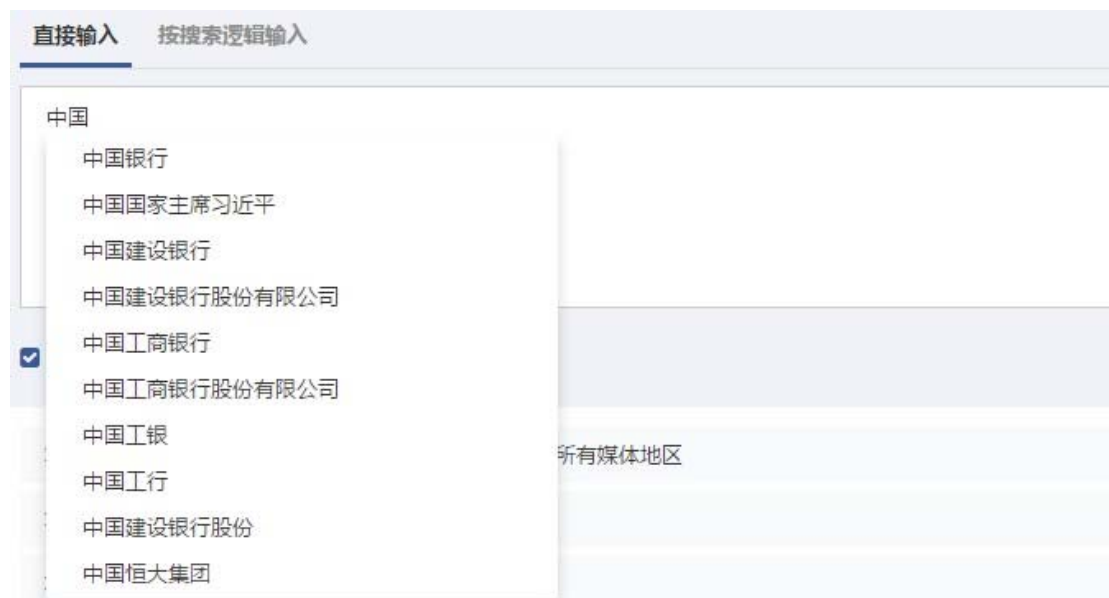 直接输入 按搜索逻辑输入
中国
中国银行
中国国家主席习近平
中国建设银行
中国建设银行股份有限公司
中国工商银行
中国工商银行股份有限公司
中国工银
所有媒体地区
中国工行
中国建设银行股份
中国恒大集团